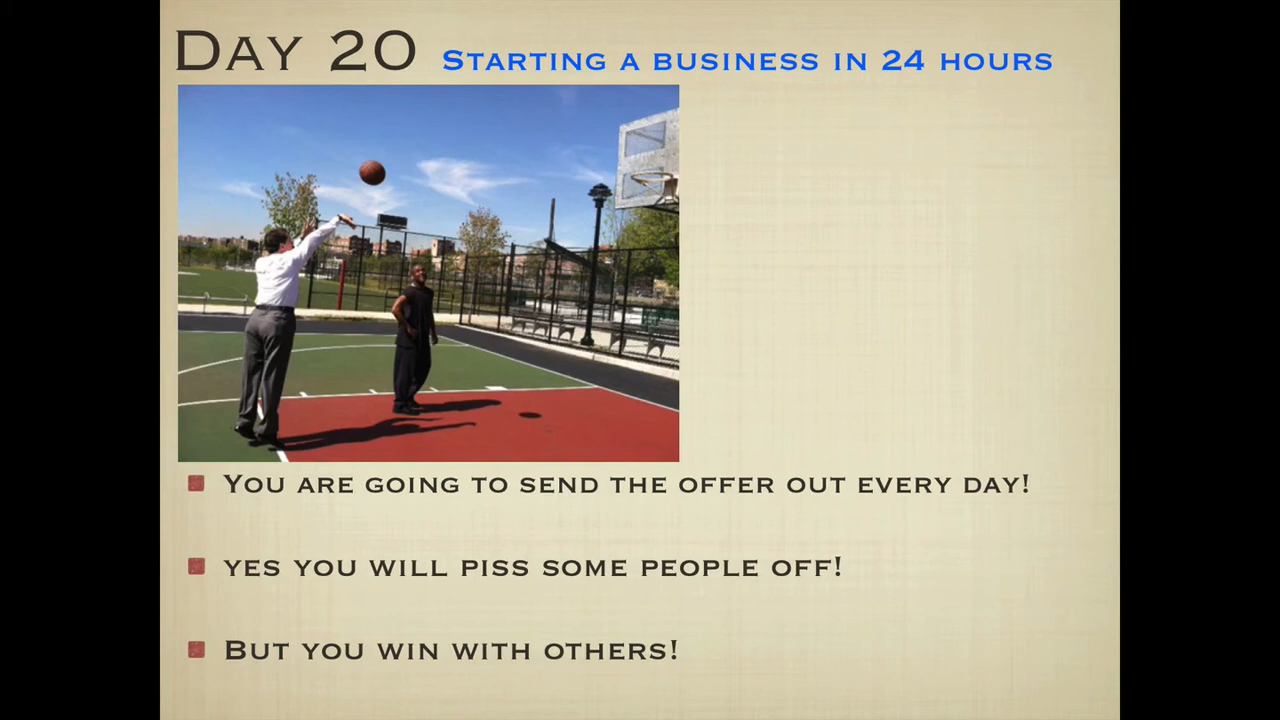 Day 20 Starting a business in 24 hours
You are going to send the offer out every day!
yes you will piss some people off!
But you win with others!